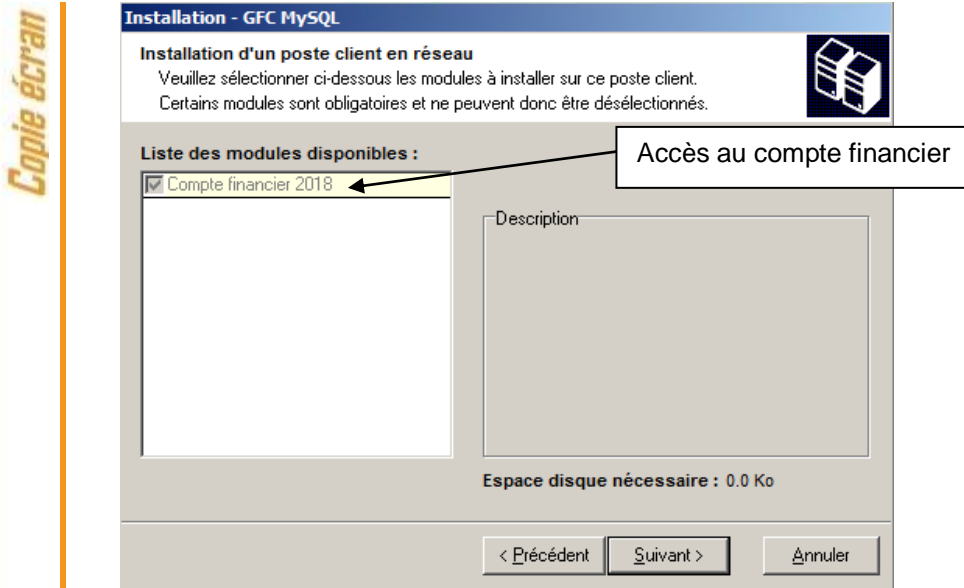 Copie écran
Installation - GFC MySQL
Installation d'un poste client en réseau
Veuillez sélectionner ci-dessous les modules à installer sur ce poste client.
Certains modules sont obligatoires et ne peuvent donc être désélectionnés.
Accès au compte financier
Liste des modules disponibles :
Compte financier 2018
Description
Espace disque nécessaire : 0.0 Ko
< Précédent
Suivant >
Annuler